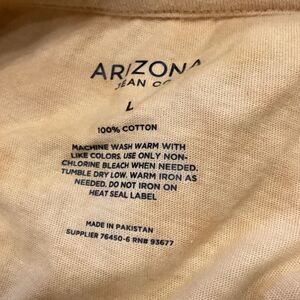 ARIZONA
JEAN CO
L
100% COTTON
MACHINE WASH WARM WITH
LIKE COLORS. USE ONLY NON-
CHLORINE BLEACH WHEN NEEDED.
TUMBLE DRY LOW. WARM IRON AS
NEEDED. DO NOT IRON ON
HEAT SEAL LABEL
MADE IN PAKISTAN
SUPPLIER 76450-6 RN# 93677